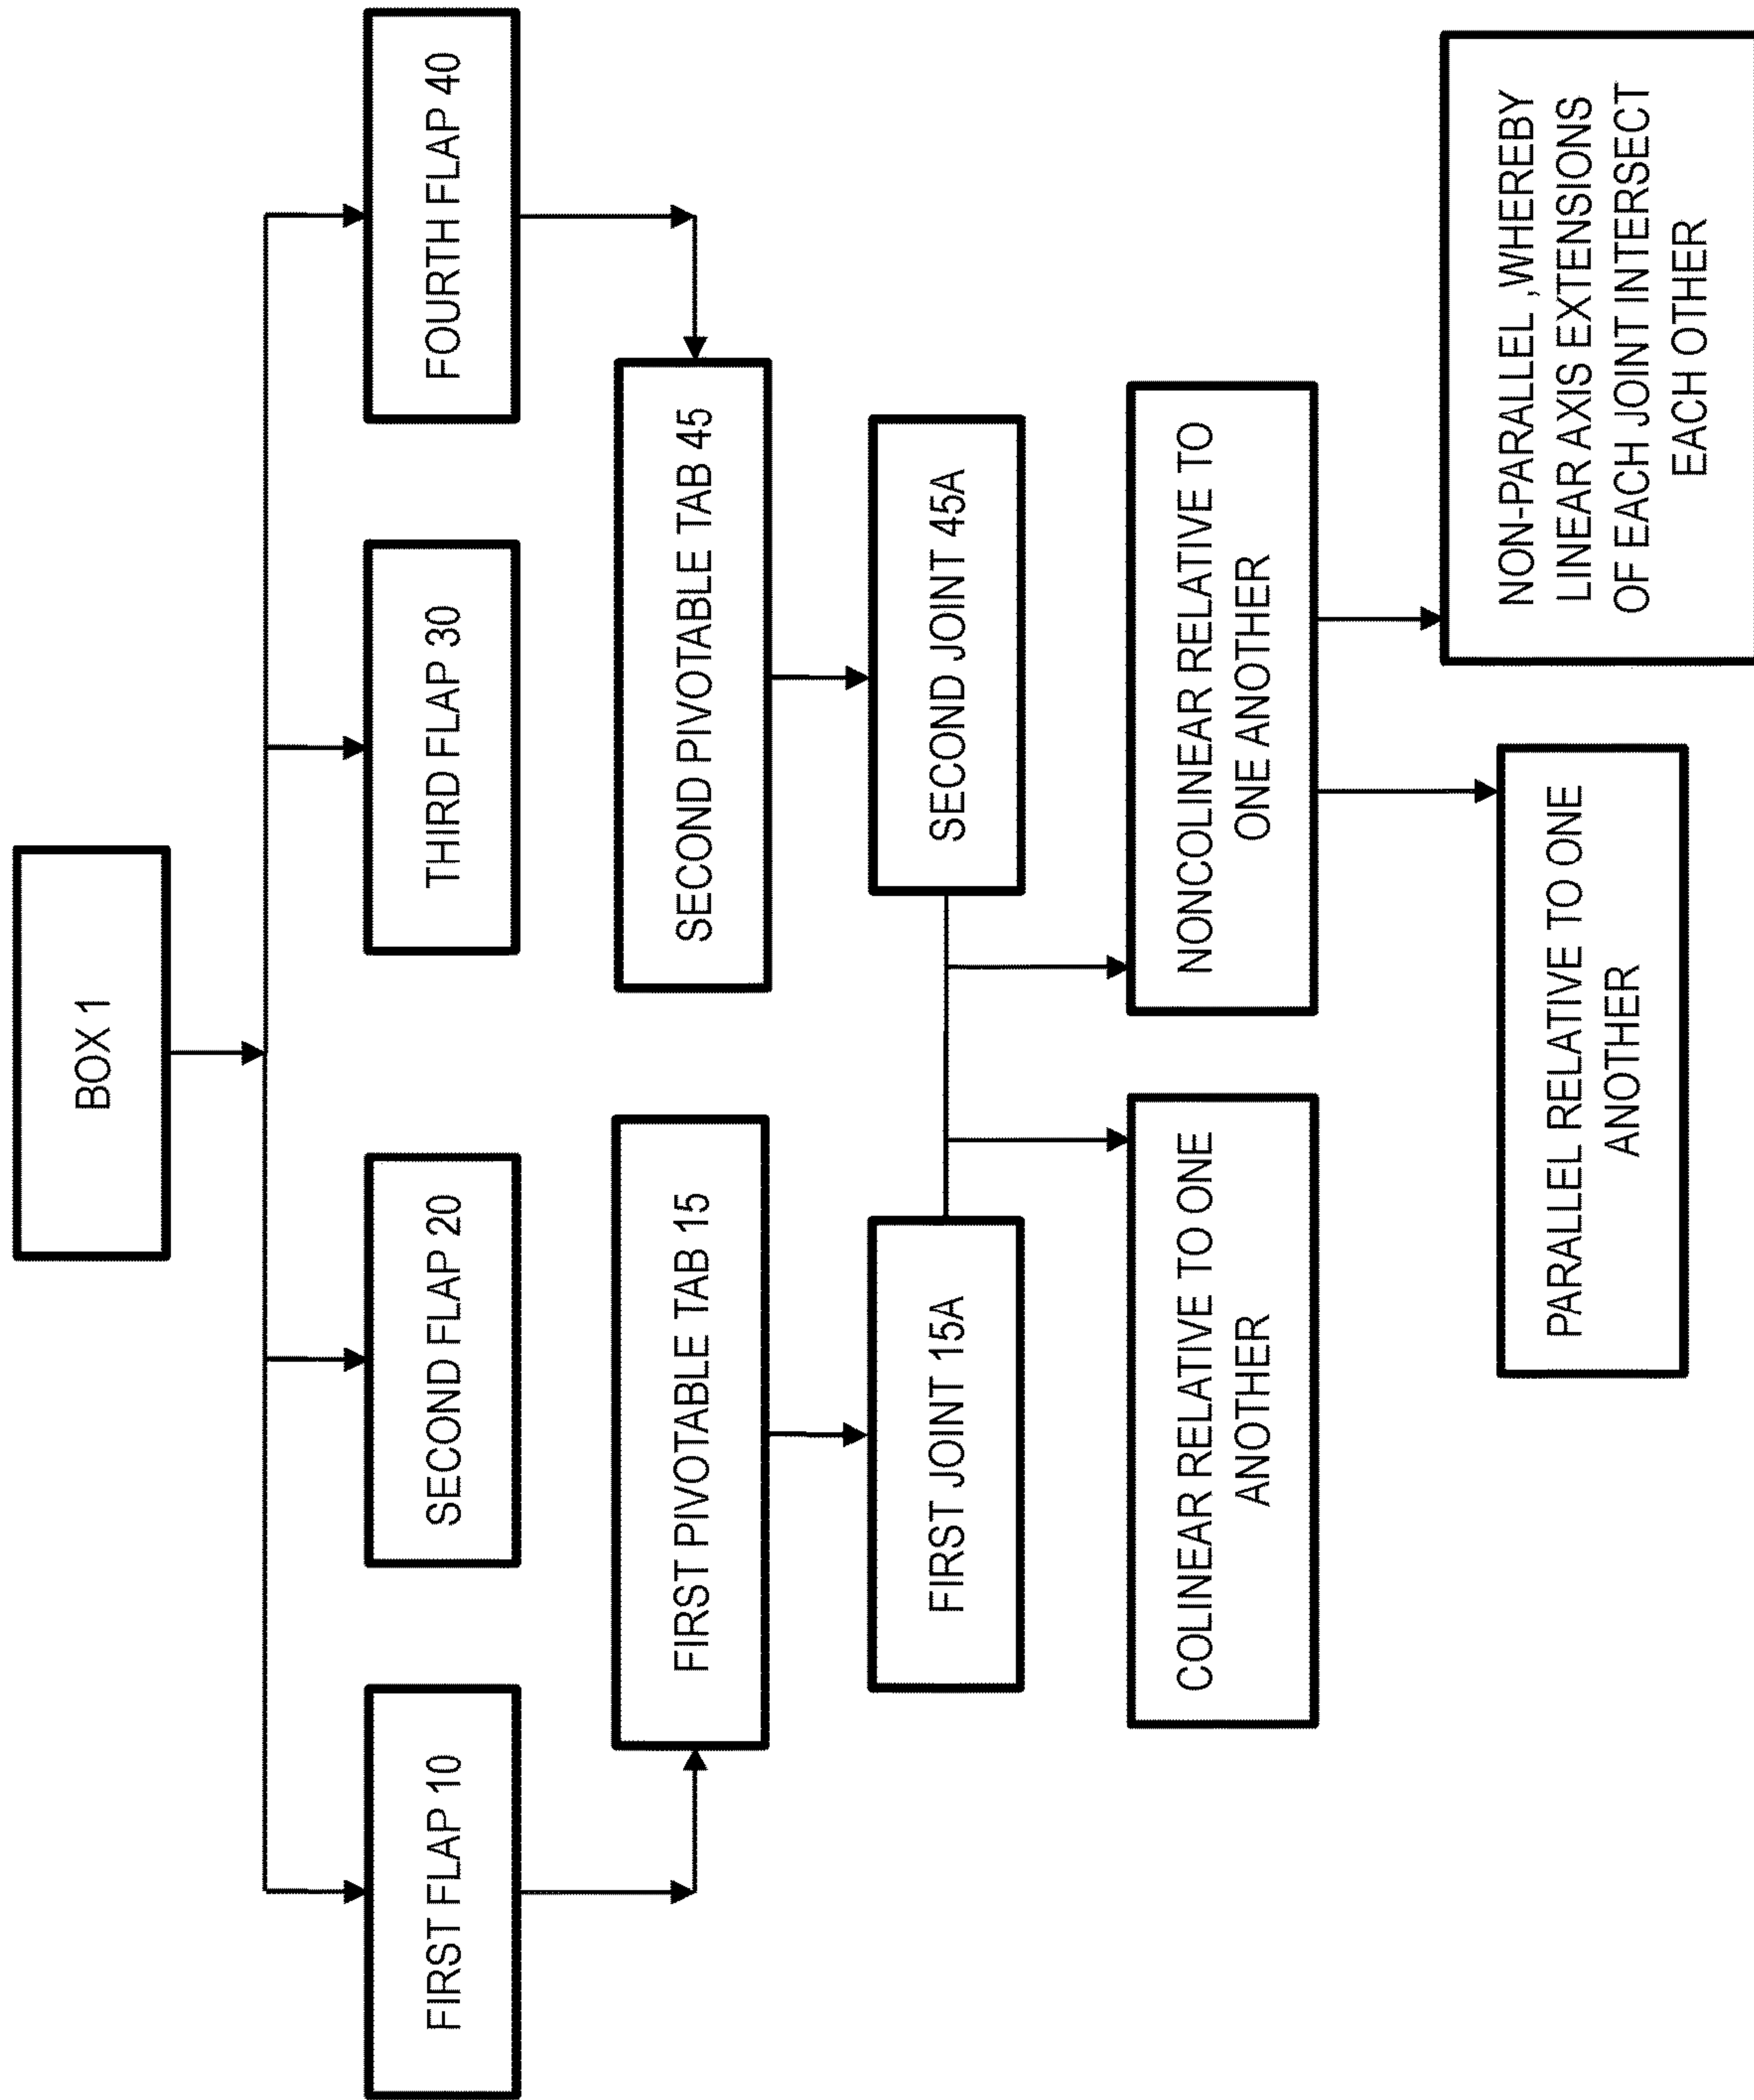 BOX 1
FIRST FLAP 10
SECOND FLAP 20
THIRD FLAP 30
FOURTH FLAP 40
FIRST PIVOTABLE TAB 15
SECOND PIVOTABLE TAB 45
FIRST JOINT 15A
SECOND JOINT 45A
COLINEAR RELATIVE TO ONE
ANOTHER
NONCOLINEAR RELATIVE TO
ONE ANOTHER
PARALLEL RELATIVE TO ONE
ANOTHER
NON-PARALLEL ,WHEREBY
LINEAR AXIS EXTENSIONS
OF EACH JOINT INTERSECT
EACH OTHER